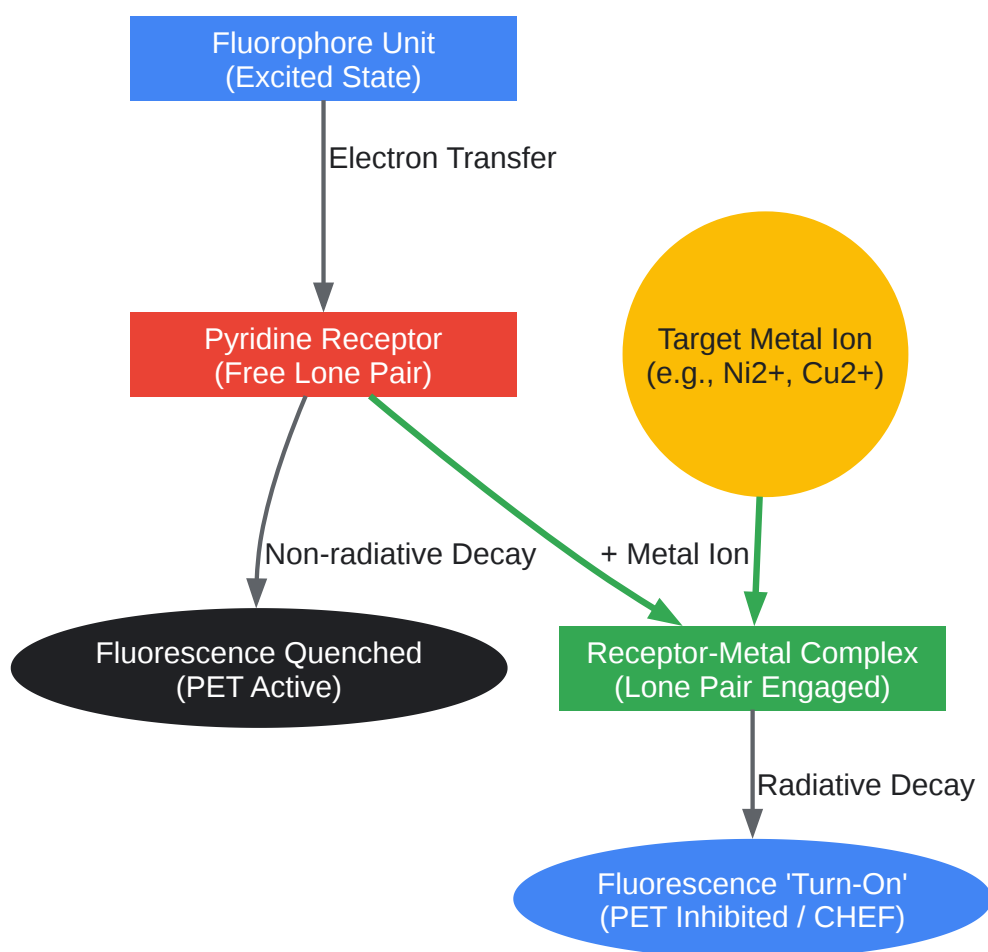 Fluorophore Unit
(Excited State)
Electron Transfer
Pyridine Receptor
(Free Lone Pair)
Target Metal Ion
(e.g., Ni2+, Cu2+)
Non-radiative Decay
+ Metal Ion
Fluorescence Quenched
(PET Active)
Receptor-Metal Complex
(Lone Pair Engaged)
Radiative Decay
Fluorescence 'Turn-On'
(PET Inhibited / CHEF)